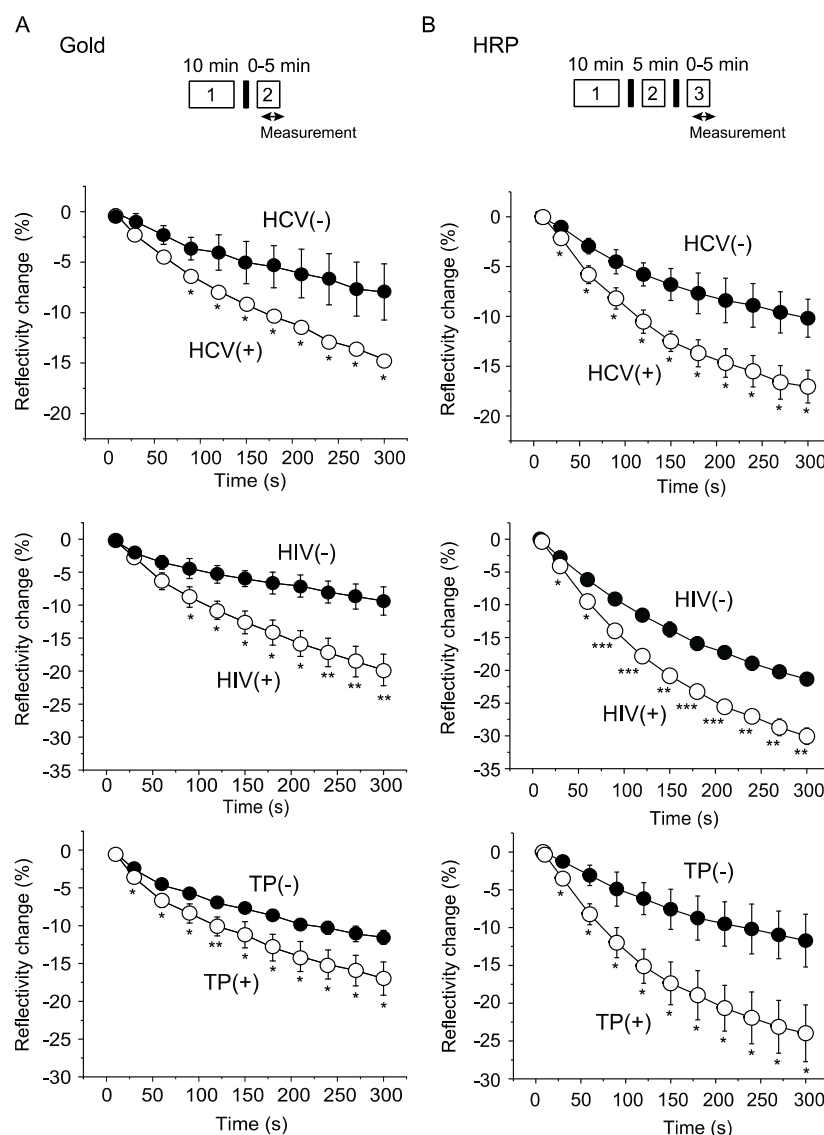 A
Gold
10 min 0-5 min
1 2
Measurement
B
HRP
10 min 5 min 0-5 min
1 2 3
Measurement
Reflectivity change (%)
0
-5
-10
-15
-20
HCV(-)
HCV(+)
* * * * * * * *
0 50 100 150 200 250 300
Time (s)
Reflectivity change (%)
0
-5
-10
-15
-20
HCV(-)
HCV(+)
* * * * * * * * * *
0 50 100 150 200 250 300
Time (s)
Reflectivity change (%)
0
-5
-10
-15
-20
-25
-30
-35
HIV(-)
HIV(+)
* * * * * ** ** **
0 50 100 150 200 250 300
Time (s)
Reflectivity change (%)
0
-5
-10
-15
-20
-25
-30
-35
HIV(-)
HIV(+)
* * *** *** ** *** *** ** ** **
0 50 100 150 200 250 300
Time (s)
Reflectivity change (%)
0
-5
-10
-15
-20
-25
-30
TP(-)
TP(+)
* * * ** * * * * * *
0 50 100 150 200 250 300
Time (s)
Reflectivity change (%)
0
-5
-10
-15
-20
-25
-30
TP(-)
TP(+)
* * * * * * * * * *
0 50 100 150 200 250 300
Time (s)